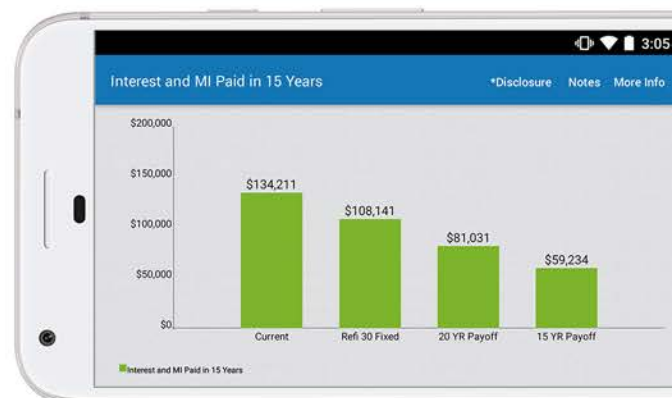 3:05
Interest and MI Paid in 15 Years
*Disclosure Notes More Info
$200,000
$150,000
$100,000
$50,000
$0
$134,211
$108,141
$81,031
$59,234
Current Refi 30 Fixed 20 YR Payoff 15 YR Payoff
Interest and MI Paid in 15 Years